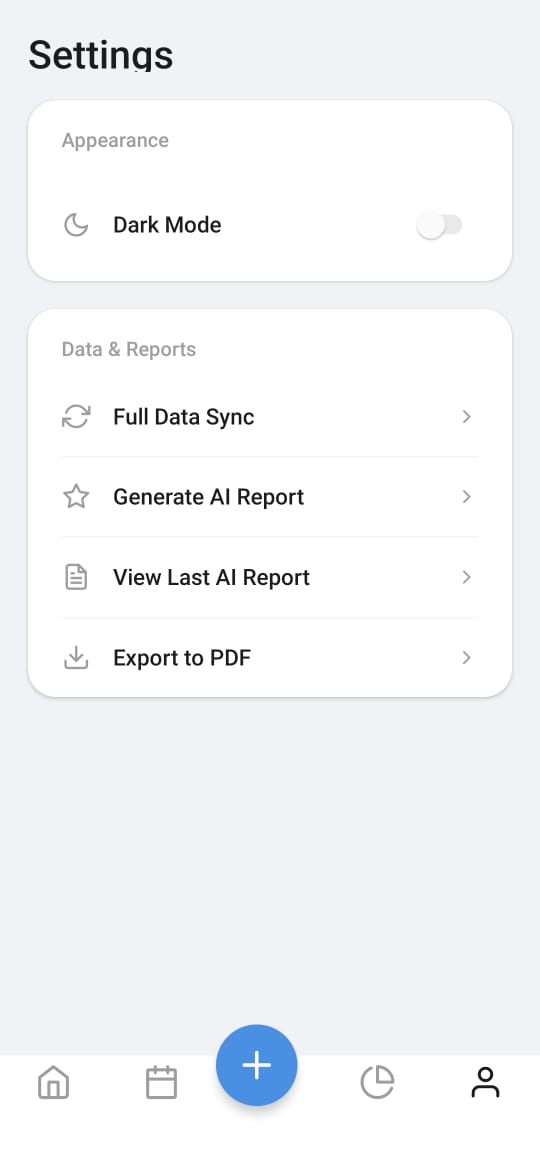 Settings
Appearance
Dark Mode
Data & Reports
Full Data Sync
Generate AI Report
View Last AI Report
Export to PDF